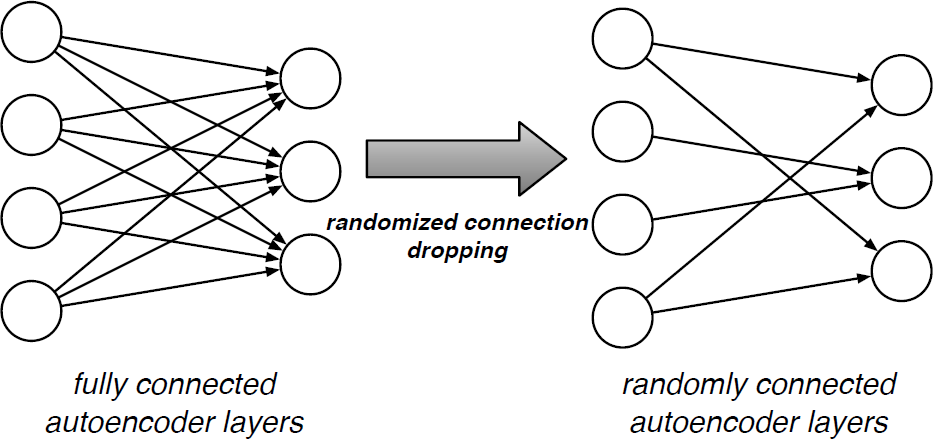 randomized connection
dropping
fully connected
autoencoder layers
randomly connected
autoencoder layers